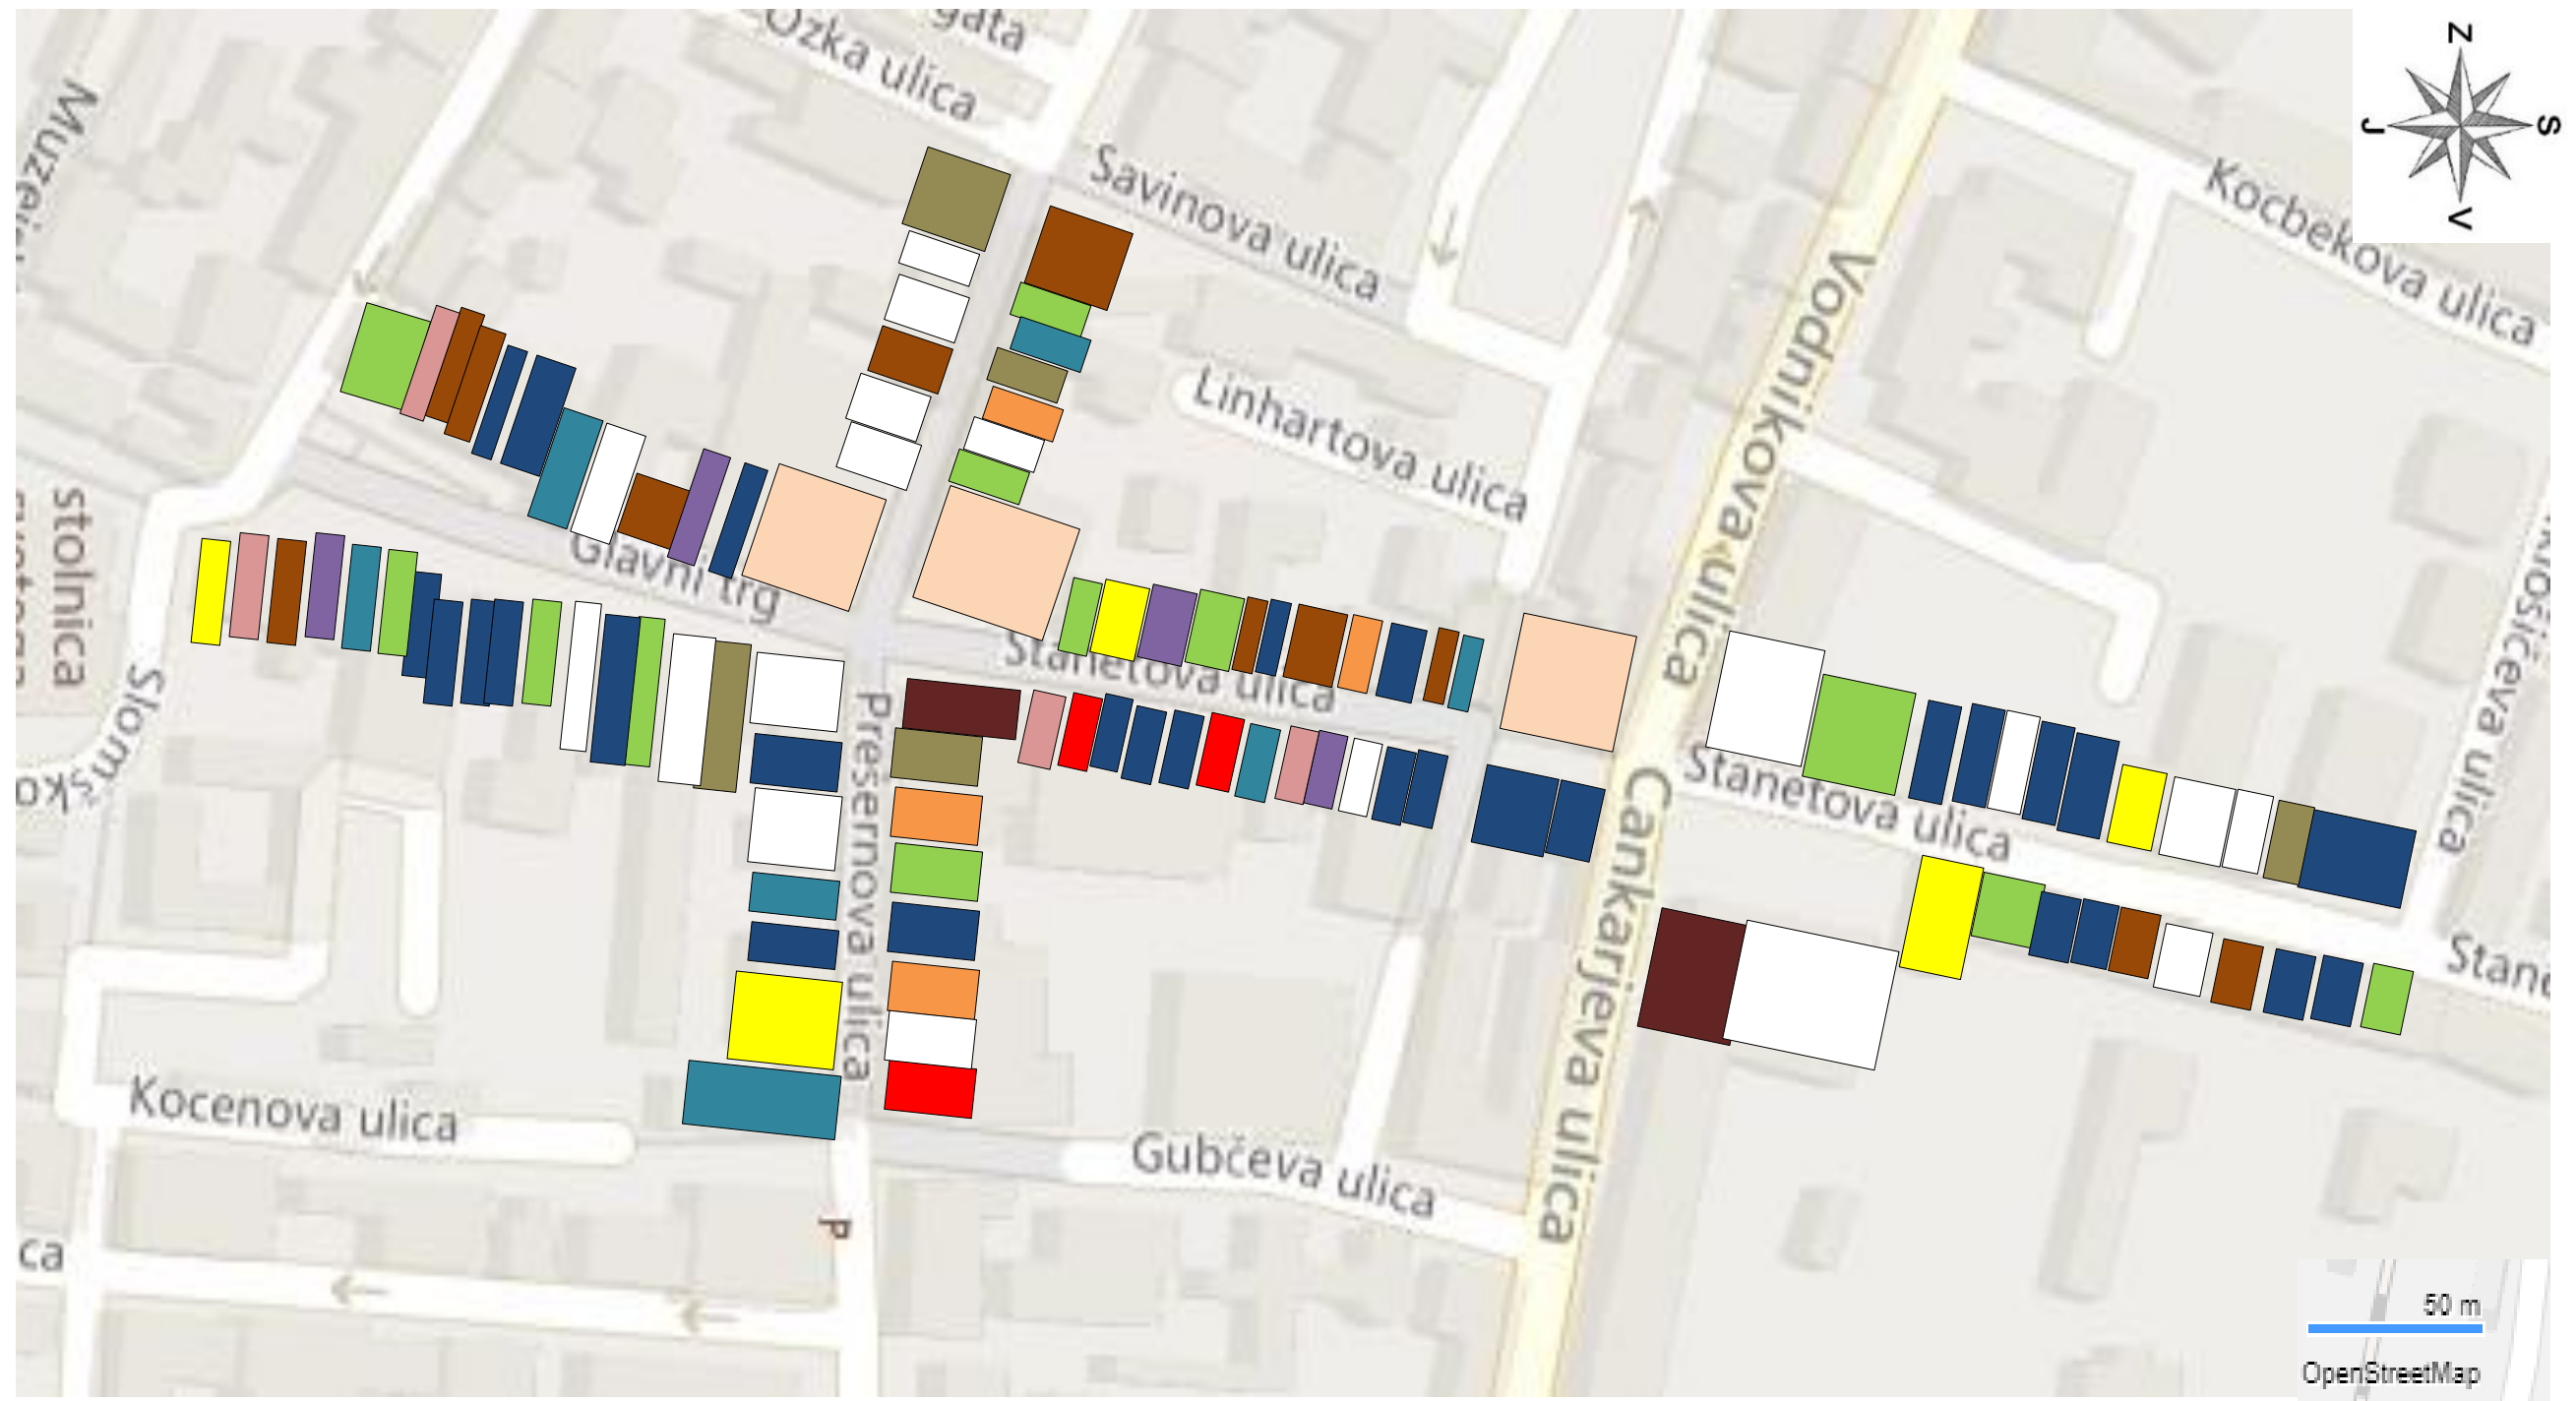 gata
Ozka ulica
Z
J
S
V
Savinova ulica
Kocbekova ulica
Vodnikova ulica
Linhartova ulica
stolnica
Glavni trg
Stanetova ulica
Prešernova ulica
Cankarjeva ulica
Stanetova ulica
Stane
Kocenova ulica
Gubčeva ulica
P
ca
50 m
OpenStreetMap